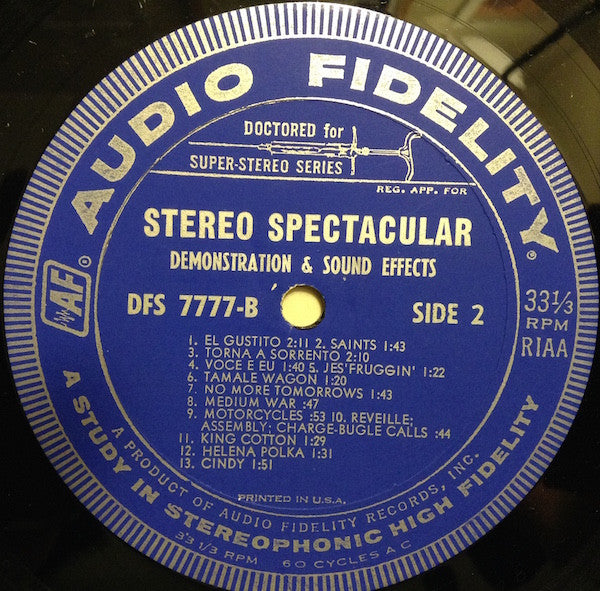 AUDIO FIDELITY®
DOCTORED for
SUPER-STEREO SERIES
REG. APP. FOR
STEREO SPECTACULAR
DEMONSTRATION & SOUND EFFECTS
DFS 7777-B
SIDE 2
AF®
33 1/3
RPM
RIAA
1. EL GUSTITO 2:11 2. SAINTS 1:43
3. TORNA A SORRENTO 2:10
4. VOCE E EU 1:40 5. JES'FRUGGIN' 1:22
6. TAMALE WAGON 1:20
7. NO MORE TOMORROWS 1:43
8. MEDIUM WAR :47
9. MOTORCYCLES :53 10. REVEILLE;
ASSEMBLY; CHARGE-BUGLE CALLS :44
11. KING COTTON 1:29
12. HELENA POLKA 1:31
13. CINDY 1:51
PRINTED IN U.S.A.
A PRODUCT OF AUDIO FIDELITY RECORDS, INC.
A STUDY IN STEREOPHONIC HIGH FIDELITY
33 1/3 RPM 60 CYCLES AC